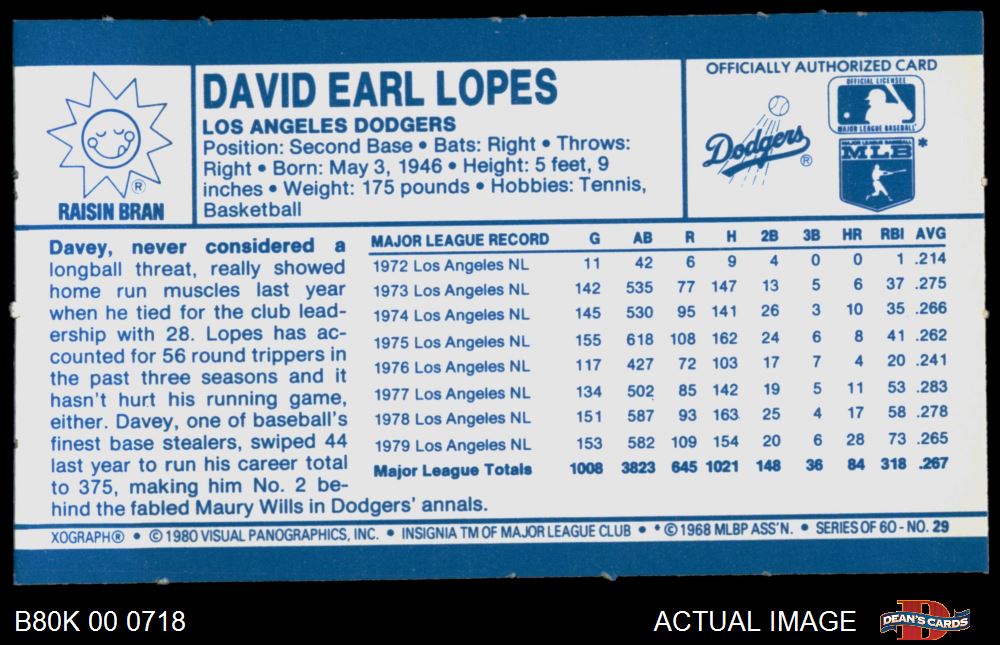 ®
RAISIN BRAN
DAVID EARL LOPES
LOS ANGELES DODGERS
Position: Second Base • Bats: Right • Throws:
Right • Born: May 3, 1946 • Height: 5 feet, 9
inches • Weight: 175 pounds • Hobbies: Tennis,
Basketball
OFFICIALLY AUTHORIZED CARD
Dodgers ®
OFFICIAL LICENSEE
MAJOR LEAGUE BASEBALL
MAJOR LEAGUE BASEBALL
MLB *
Davey, never considered a
longball threat, really showed
home run muscles last year
when he tied for the club lead-
ership with 28. Lopes has ac-
counted for 56 round trippers in
the past three seasons and it
hasn't hurt his running game,
either. Davey, one of baseball's
finest base stealers, swiped 44
last year to run his career total
to 375, making him No. 2 be-
hind the fabled Maury Wills in Dodgers' annals.
MAJOR LEAGUE RECORD G AB R H 2B 3B HR RBI AVG
1972 Los Angeles NL 11 42 6 9 4 0 0 1 .214
1973 Los Angeles NL 142 535 77 147 13 5 6 37 .275
1974 Los Angeles NL 145 530 95 141 26 3 10 35 .266
1975 Los Angeles NL 155 618 108 162 24 6 8 41 .262
1976 Los Angeles NL 117 427 72 103 17 7 4 20 .241
1977 Los Angeles NL 134 502 85 142 19 5 11 53 .283
1978 Los Angeles NL 151 587 93 163 25 4 17 58 .278
1979 Los Angeles NL 153 582 109 154 20 6 28 73 .265
Major League Totals 1008 3823 645 1021 148 36 84 318 .267
XOGRAPH® • © 1980 VISUAL PANOGRAPHICS, INC. • INSIGNIA TM OF MAJOR LEAGUE CLUB • * © 1968 MLBP ASS'N. • SERIES OF 60 - NO. 29
B80K 00 0718
ACTUAL IMAGE
D
DEAN'S CARDS